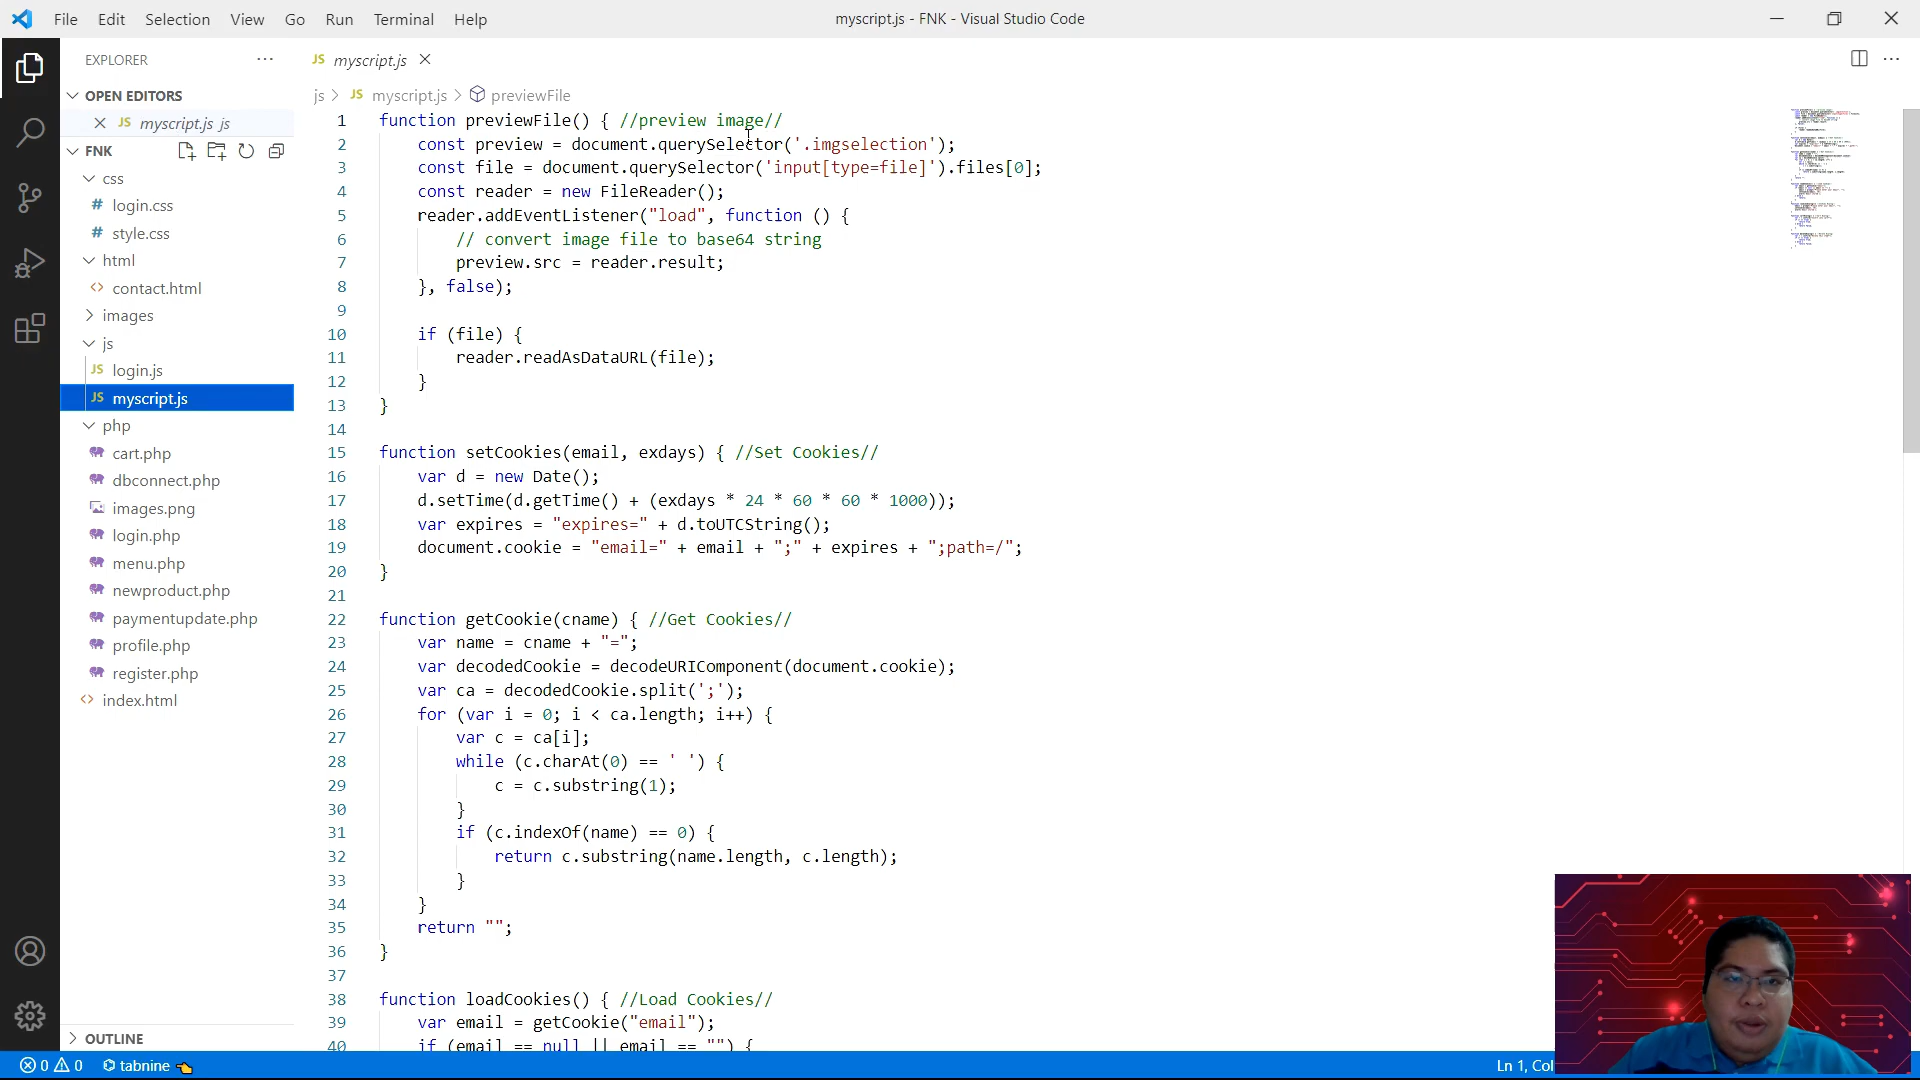 File Edit Selection View Go Run Terminal Help
myscript.js - FNK - Visual Studio Code
EXPLORER
OPEN EDITORS
JS myscript.js js
FNK
css
# login.css
# style.css
html
<> contact.html
images
js
JS login.js
JS myscript.js
php
cart.php
dbconnect.php
images.png
login.php
menu.php
newproduct.php
paymentupdate.php
profile.php
register.php
<> index.html
OUTLINE
JS myscript.js
js > JS myscript.js > previewFile
1 function previewFile() { //preview image//
2 const preview = document.querySelector('.imgselection');
3 const file = document.querySelector('input[type=file]').files[0];
4 const reader = new FileReader();
5 reader.addEventListener("load", function () {
6 // convert image file to base64 string
7 preview.src = reader.result;
8 }, false);
9
10 if (file) {
11 reader.readAsDataURL(file);
12 }
13 }
14
15 function setCookies(email, exdays) { //Set Cookies//
16 var d = new Date();
17 d.setTime(d.getTime() + (exdays * 24 * 60 * 60 * 1000));
18 var expires = "expires=" + d.toUTCString();
19 document.cookie = "email=" + email + ";" + expires + ";path=/";
20 }
21
22 function getCookie(cname) { //Get Cookies//
23 var name = cname + "=";
24 var decodedCookie = decodeURIComponent(document.cookie);
25 var ca = decodedCookie.split(';');
26 for (var i = 0; i < ca.length; i++) {
27 var c = ca[i];
28 while (c.charAt(0) == ' ') {
29 c = c.substring(1);
30 }
31 if (c.indexOf(name) == 0) {
32 return c.substring(name.length, c.length);
33 }
34 }
35 return "";
36 }
37
38 function loadCookies() { //Load Cookies//
39 var email = getCookie("email");
40 if (email == null || email == "") {
0 0 tabnine
Ln 1, Col